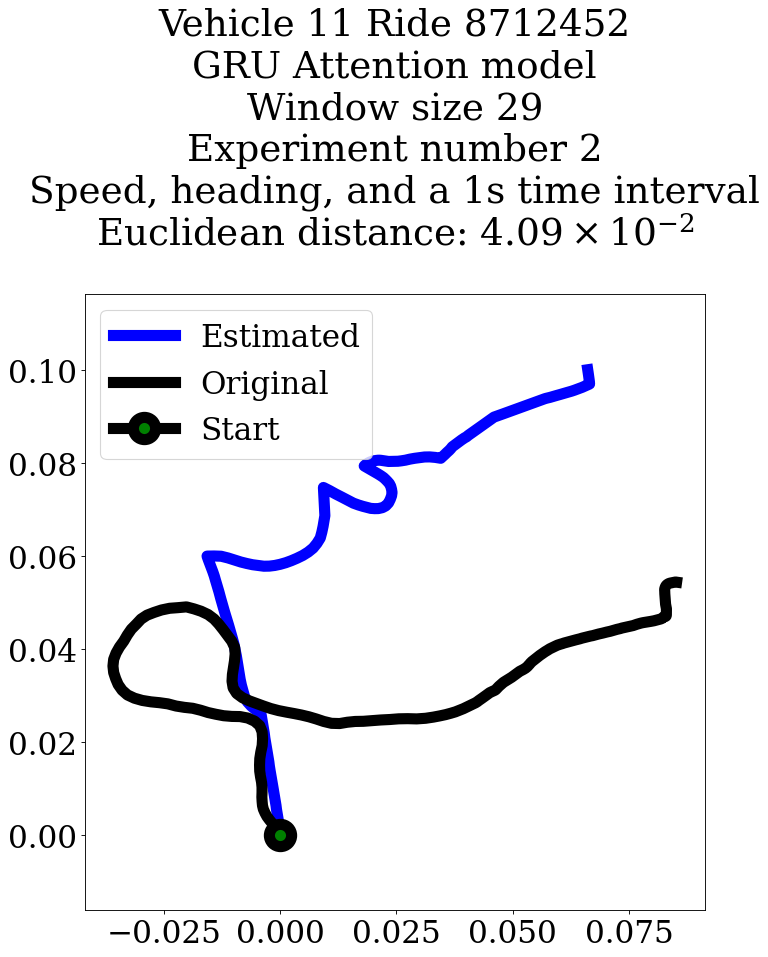 Vehicle 11 Ride 8712452
GRU Attention model
Window size 29
Experiment number 2
Speed, heading, and a 1s time interval
Euclidean distance: 4.09 × 10⁻²
Estimated
Original
Start
0.10
0.08
0.06
0.04
0.02
0.00
−0.025 0.000 0.025 0.050 0.075